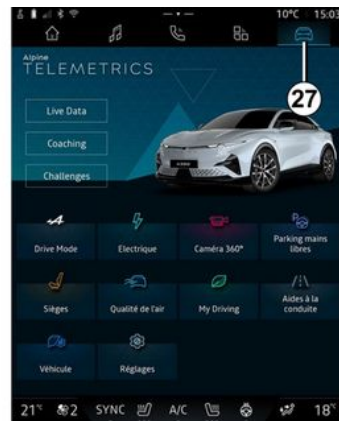 10°C 15:03
Alpine
TELEMETRICS
27
Live Data
Coaching
Challenges
Drive Mode
Electrique
Caméra 360°
Parking mains
libres
Sièges
Qualité de l'air
My Driving
Aides à la
conduite
Véhicule
Réglages
21°C 2 SYNC A/C 18°C